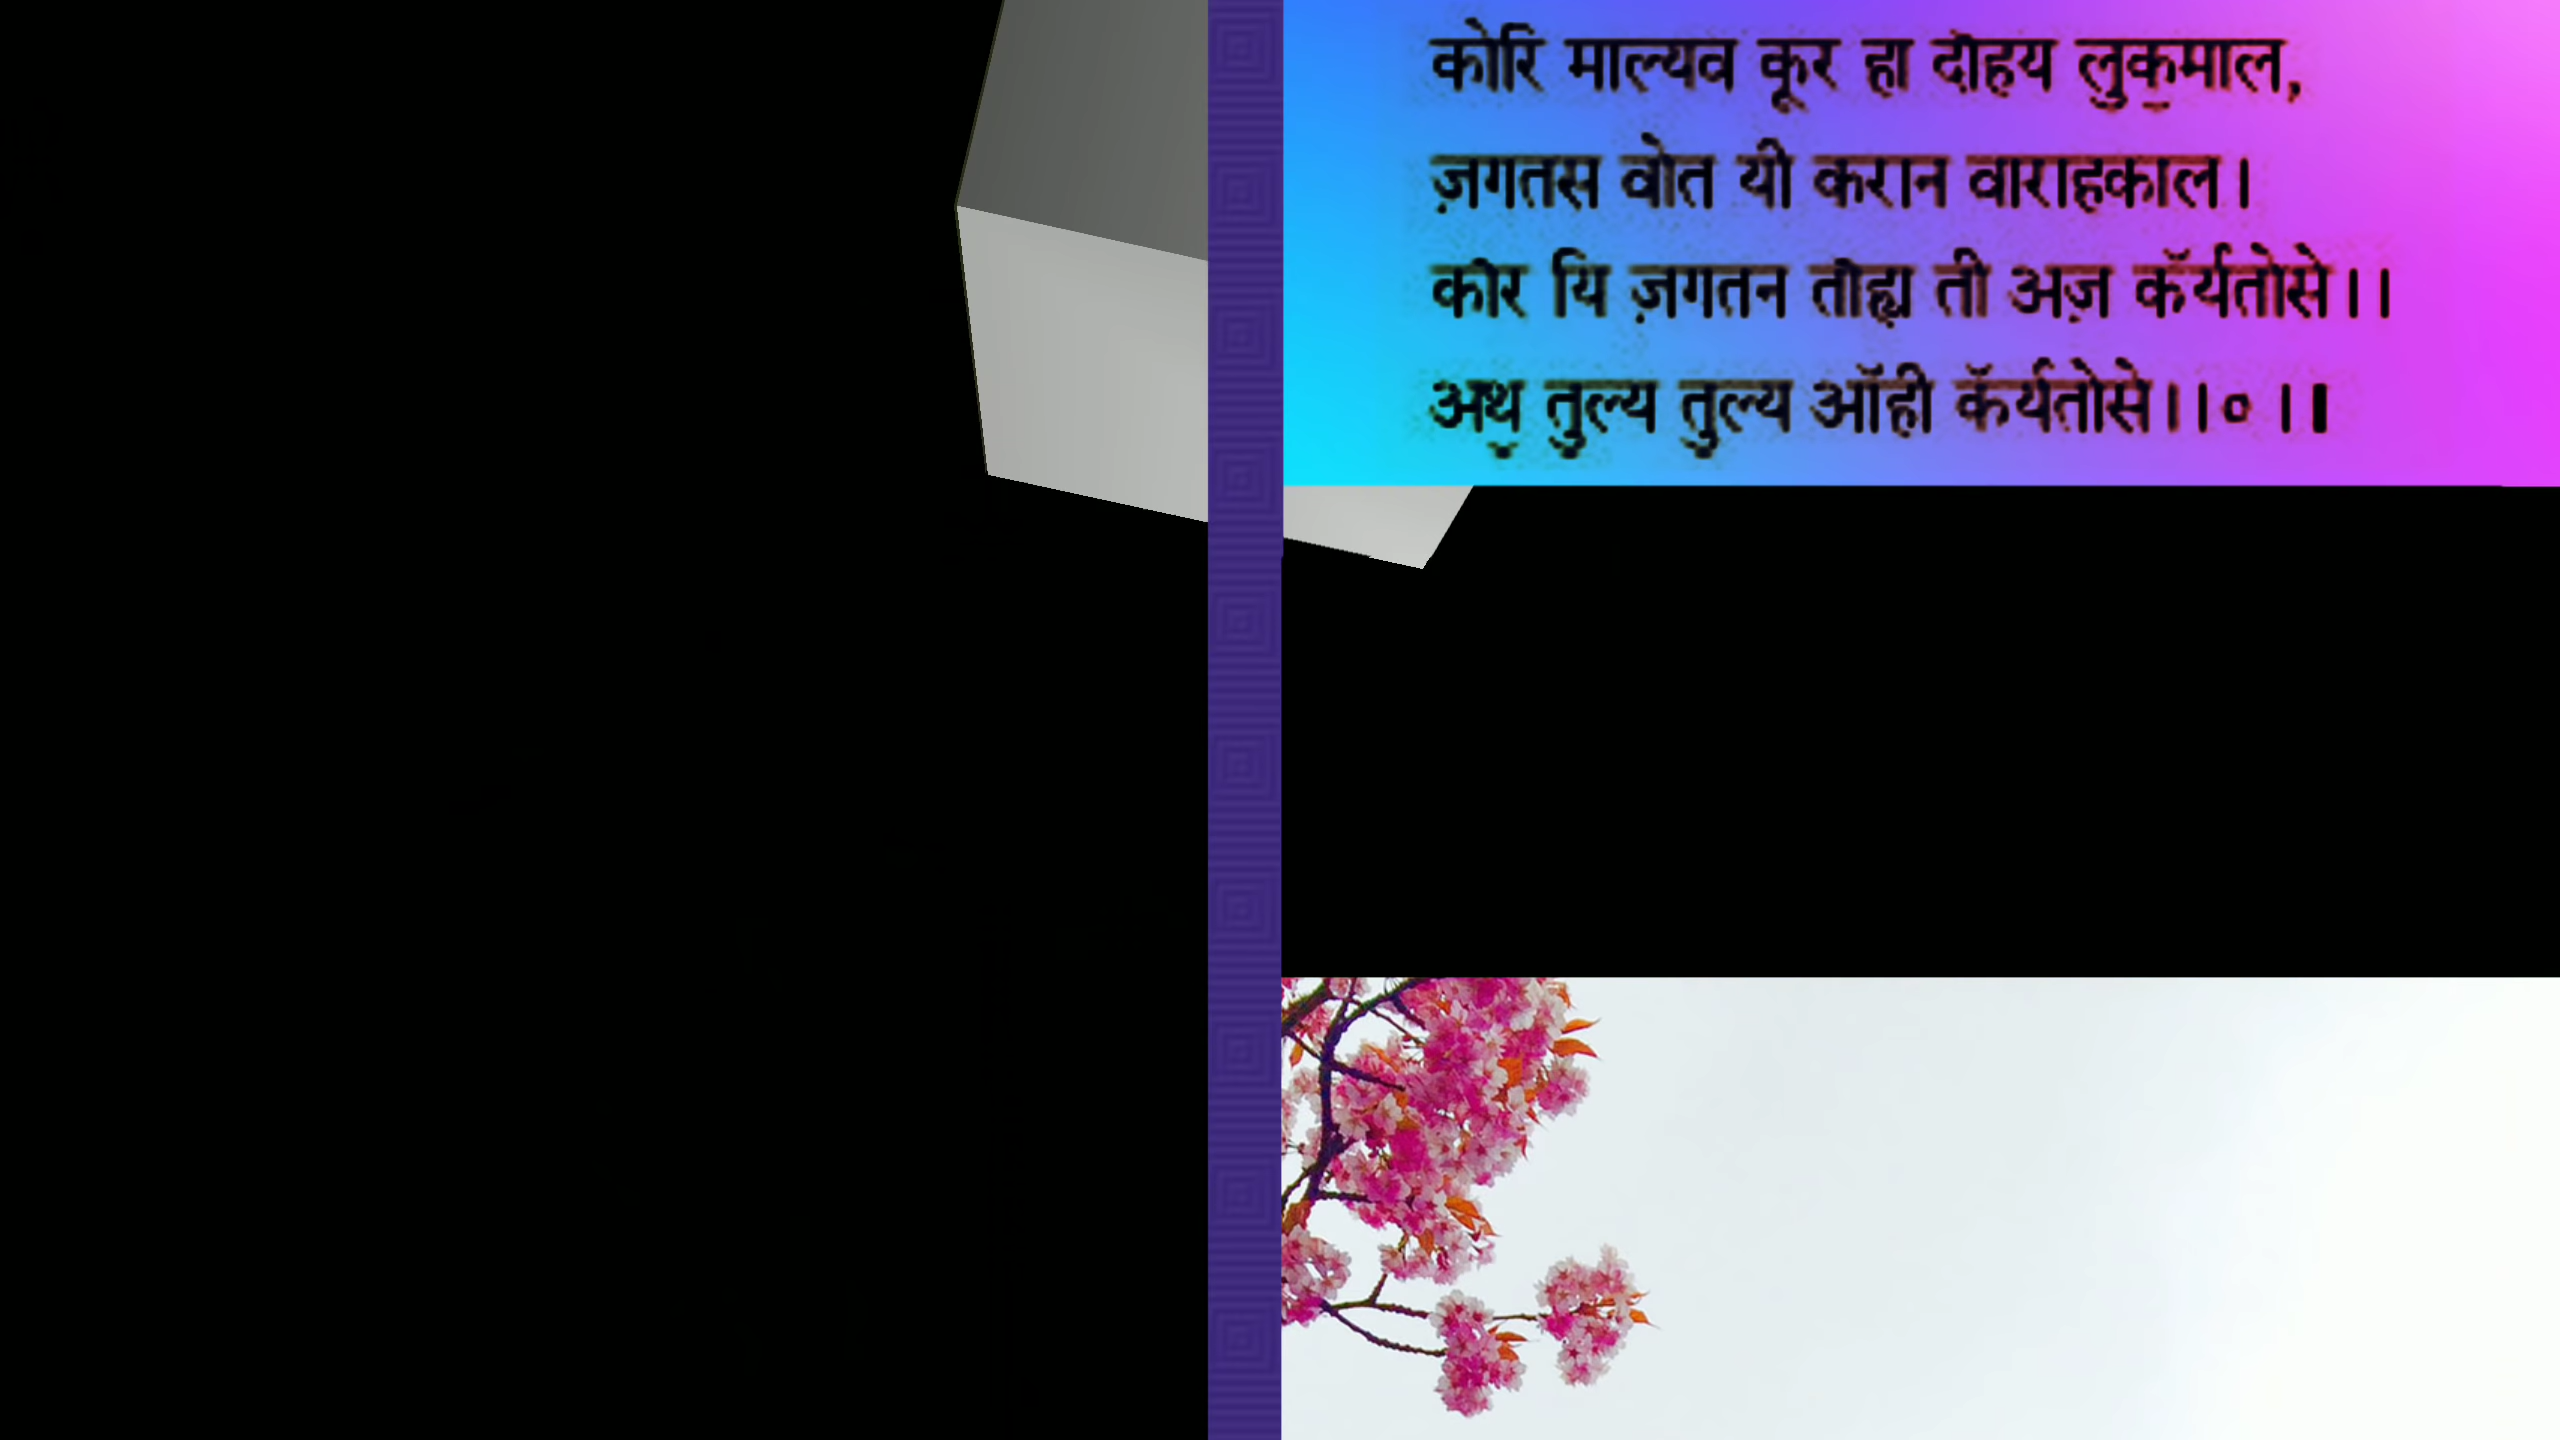 कोरि माल्यव कूर हा दॊहय लुक॒माल,
ज़गतस वॊत यी करान वाराहकाल।
कॊर यि ज़गतन तॊह्य ती अज़ कॅर्यतोसे।।
अथ॒ तुल्य तुल्य ऑही कॅर्यतोसे।।०।।